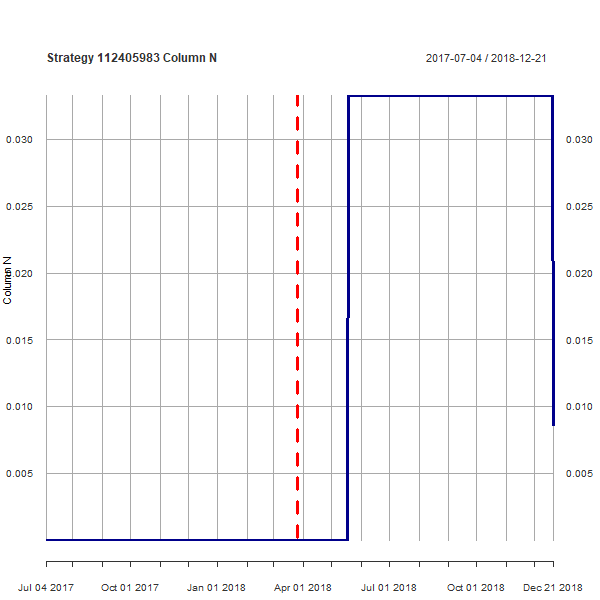 Strategy 112405983 Column N
2017-07-04 / 2018-12-21
0.030
0.030
0.025
0.025
Column N
0.020
0.020
0.015
0.015
0.010
0.010
0.005
0.005
Jul 04 2017
Oct 01 2017
Jan 01 2018
Apr 01 2018
Jul 01 2018
Oct 01 2018
Dec 21 2018